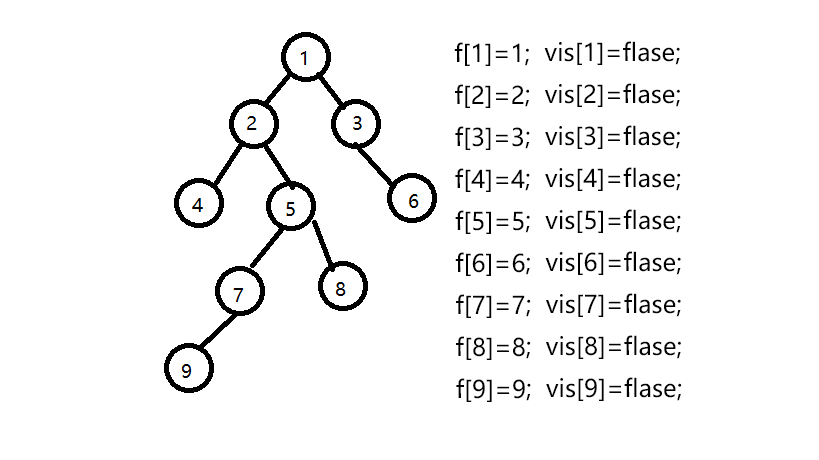 1
2
3
4
5
6
7
8
9
f[1]=1; vis[1]=flase;
f[2]=2; vis[2]=flase;
f[3]=3; vis[3]=flase;
f[4]=4; vis[4]=flase;
f[5]=5; vis[5]=flase;
f[6]=6; vis[6]=flase;
f[7]=7; vis[7]=flase;
f[8]=8; vis[8]=flase;
f[9]=9; vis[9]=flase;